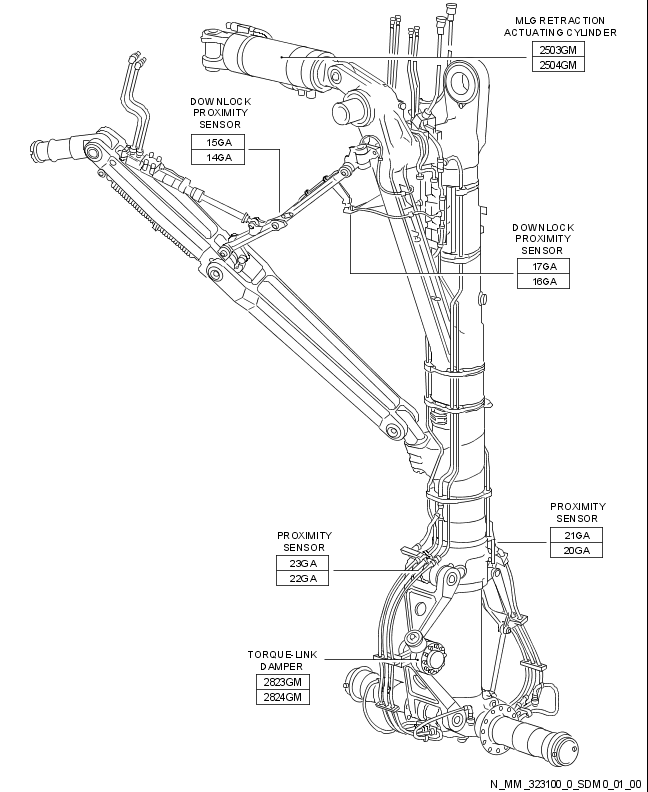 MLG RETRACTION
ACTUATING CYLINDER
2503GM
2504GM
DOWNLOCK
PROXIMITY
SENSOR
15GA
14GA
DOWNLOCK
PROXIMITY
SENSOR
17GA
16GA
PROXIMITY
SENSOR
21GA
20GA
PROXIMITY
SENSOR
23GA
22GA
TORQUE-LINK
DAMPER
2823GM
2824GM
N_MM_323100_0_SDM0_01_00